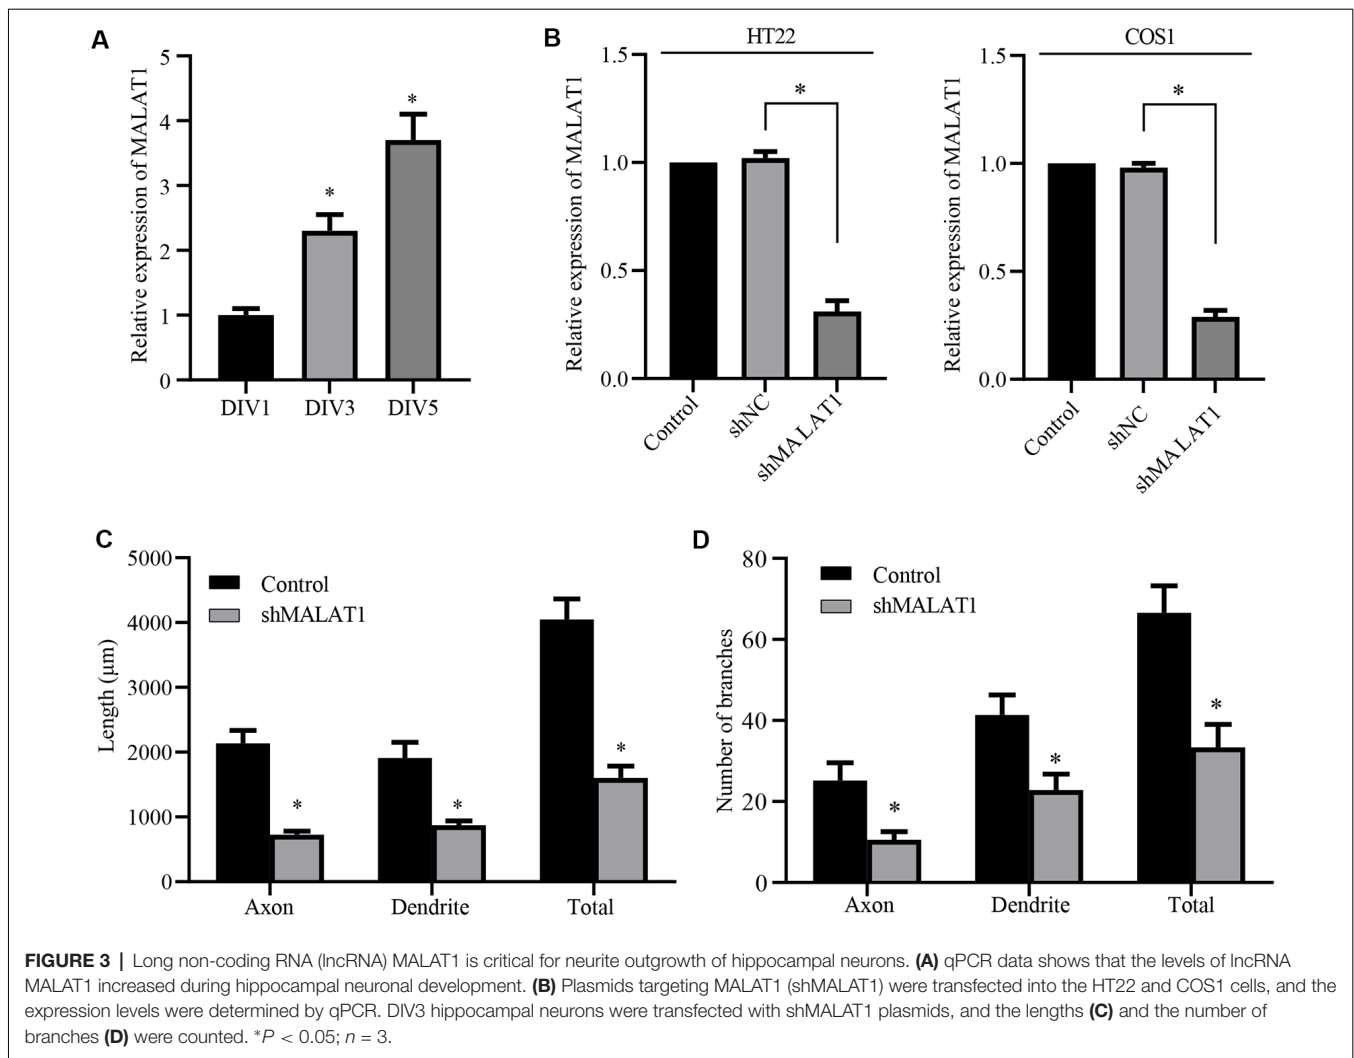 A
Relative expression of MALAT1
5
4
3
2
1
0
*
*
DIV1 DIV3 DIV5
B
HT22
Relative expression of MALAT1
1.5
1.0
0.5
0.0
*
Control
shNC
shMALAT1
COS1
Relative expression of MALAT1
1.5
1.0
0.5
0.0
*
Control
shNC
shMALAT1
C
Length (μm)
5000
4000
3000
2000
1000
0
Control
shMALAT1
*
*
*
Axon Dendrite Total
D
Number of branches
80
60
40
20
0
Control
shMALAT1
*
*
*
Axon Dendrite Total
FIGURE 3 | Long non-coding RNA (lncRNA) MALAT1 is critical for neurite outgrowth of hippocampal neurons. (A) qPCR data shows that the levels of lncRNA
MALAT1 increased during hippocampal neuronal development. (B) Plasmids targeting MALAT1 (shMALAT1) were transfected into the HT22 and COS1 cells, and the
expression levels were determined by qPCR. DIV3 hippocampal neurons were transfected with shMALAT1 plasmids, and the lengths (C) and the number of
branches (D) were counted. *P < 0.05; n = 3.